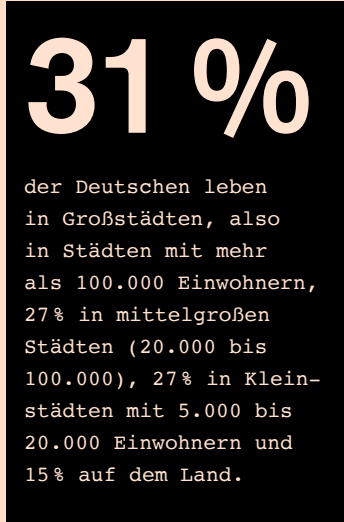 31 %
der Deutschen leben
in Großstädten, also
in Städten mit mehr
als 100.000 Einwohnern,
27 % in mittelgroßen
Städten (20.000 bis
100.000), 27 % in Klein-
städten mit 5.000 bis
20.000 Einwohnern und
15 % auf dem Land.